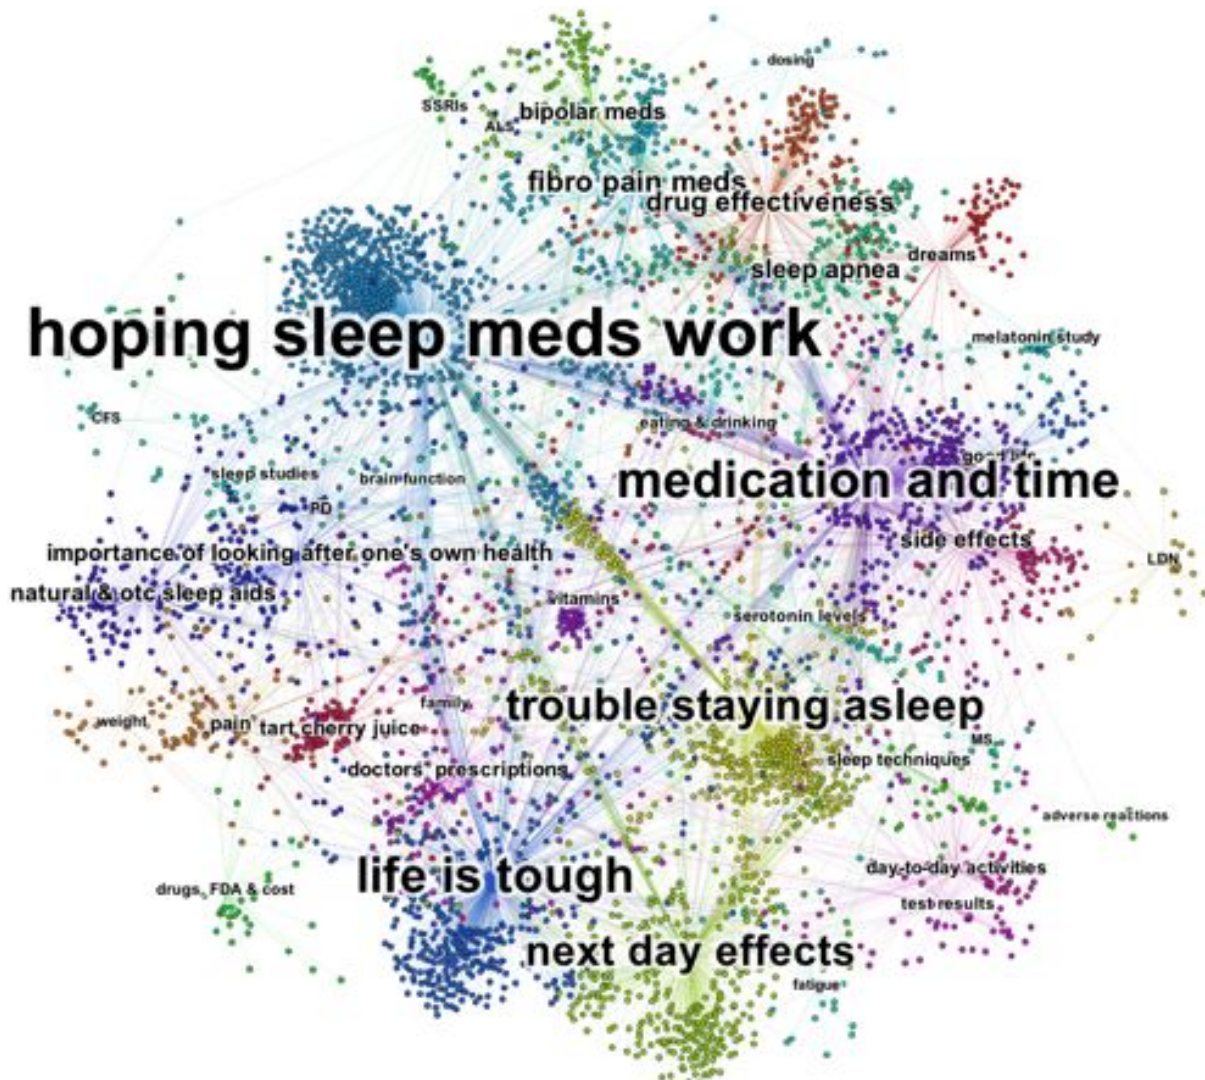 dosing
SSRIs
bipolar meds
ALS
fibro pain meds
drug effectiveness
dreams
sleep apnea
hoping sleep meds work
melatonin study
CFS
eating & drinking
sleep studies
brain function
medication and time
PD
side effects
importance of looking after one's own health
LDN
natural & otc sleep aids
vitamins
serotonin levels
family
trouble staying asleep
weight
pain
tart cherry juice
MS
sleep techniques
doctors' prescriptions
adverse reactions
life is tough
day-to-day activities
drugs, FDA & cost
test results
next day effects
fatigue